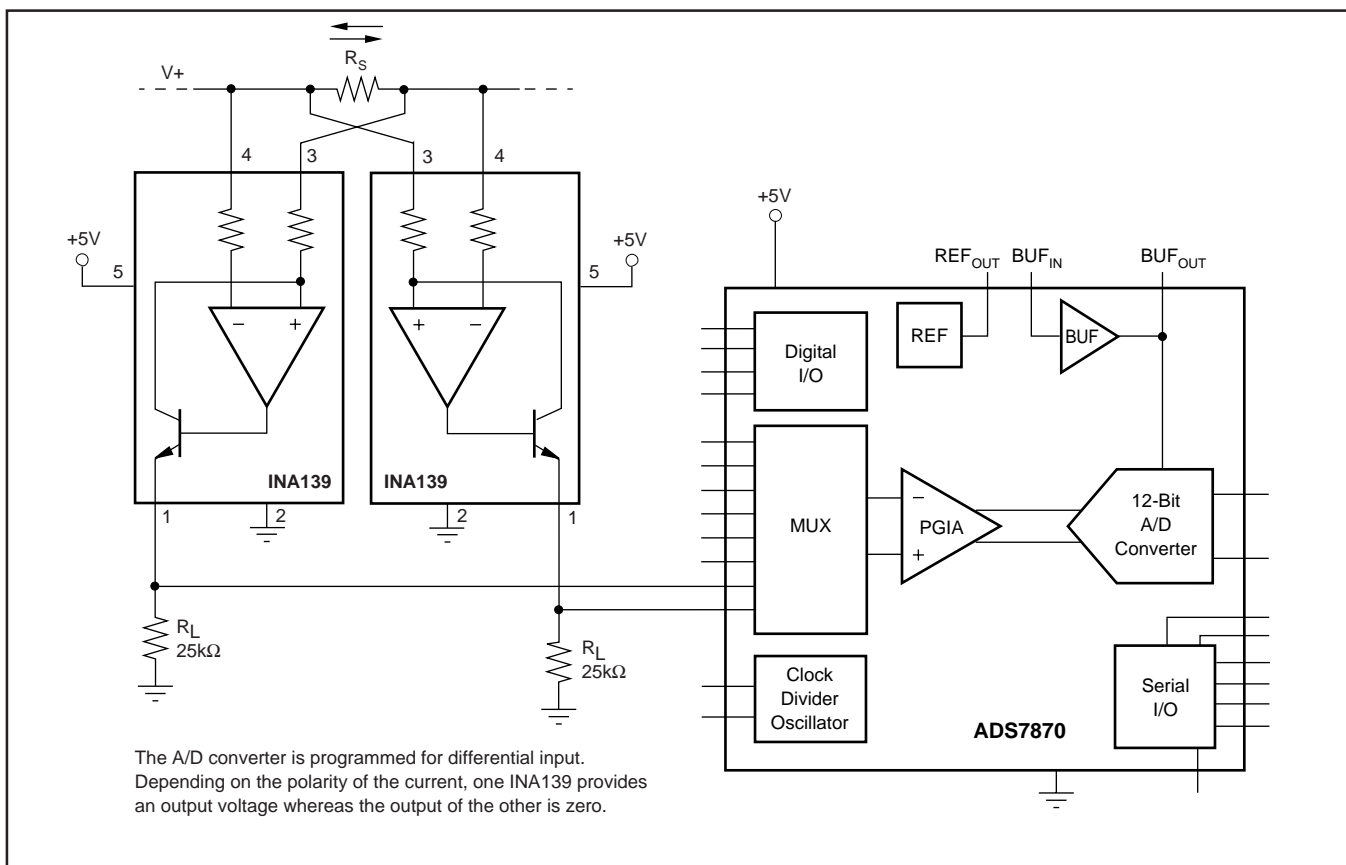 R_S
V+
4
3
3
4
+5V
5
5
+5V
–
+
+
–
INA139
INA139
1
2
2
1
R_L
25kΩ
R_L
25kΩ
+5V
REF_OUT
BUF_IN
BUF_OUT
REF
BUF
Digital
I/O
MUX
–
PGIA
+
12-Bit
A/D
Converter
Clock
Divider
Oscillator
Serial
I/O
ADS7870
The A/D converter is programmed for differential input.
Depending on the polarity of the current, one INA139 provides
an output voltage whereas the output of the other is zero.